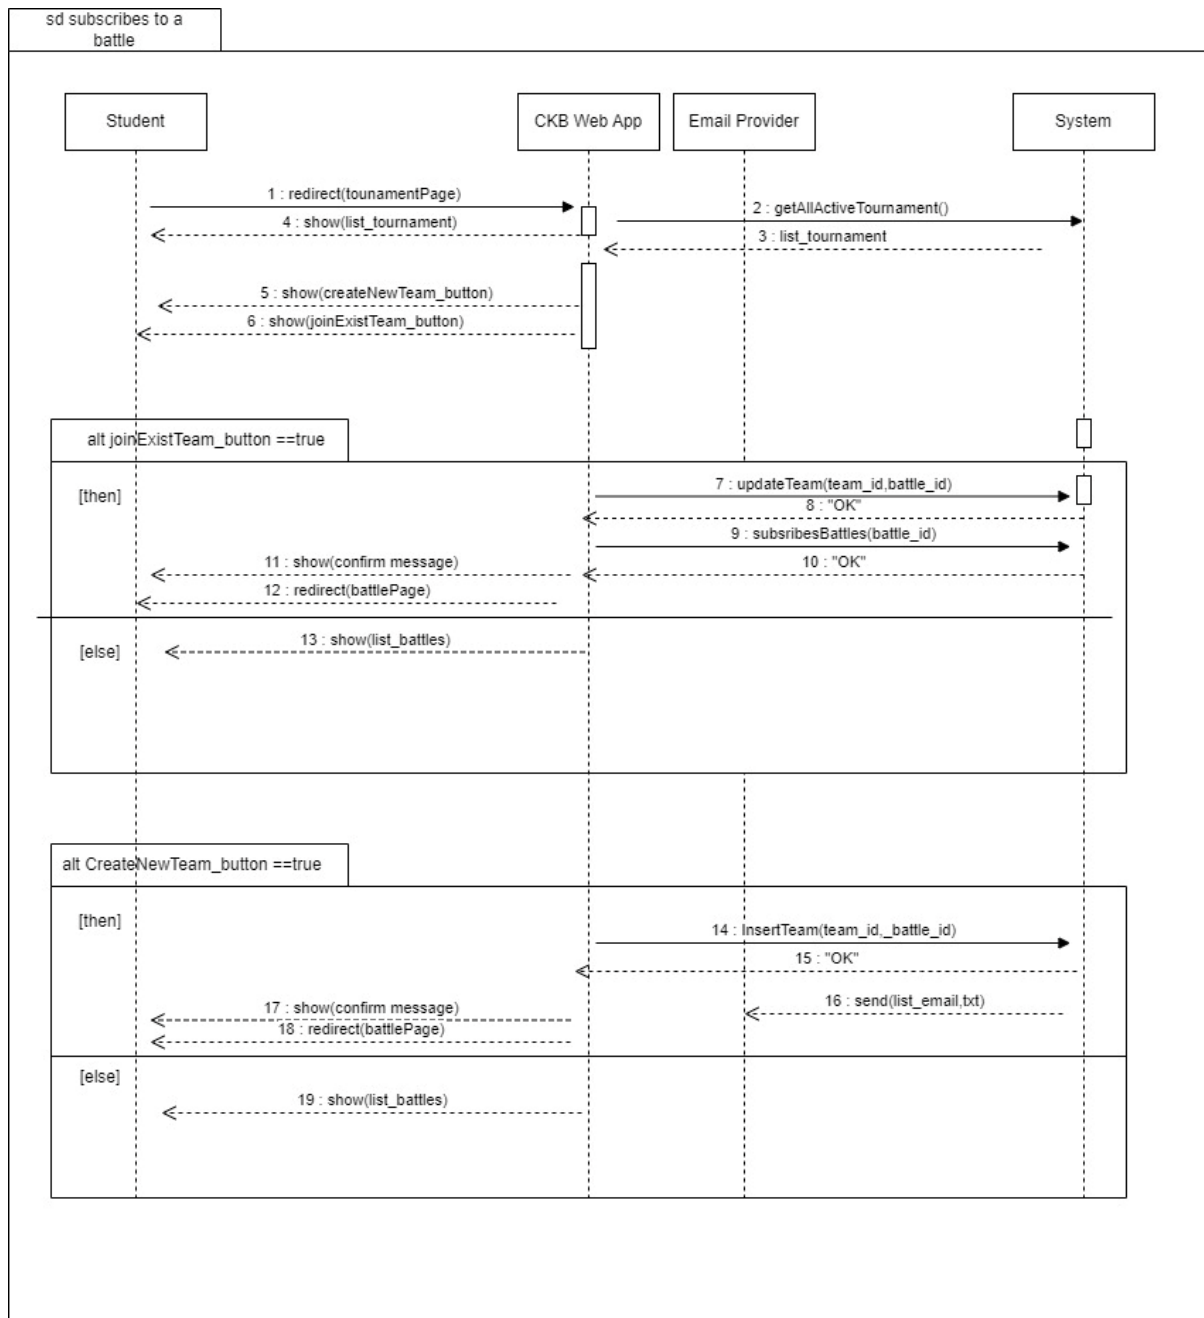 sd subscribes to a
battle
Student
CKB Web App
Email Provider
System
1 : redirect(tounamentPage)
2 : getAllActiveTournament()
4 : show(list_tournament)
3 : list_tournament
5 : show(createNewTeam_button)
6 : show(joinExistTeam_button)
alt joinExistTeam_button ==true
[then]
7 : updateTeam(team_id,battle_id)
8 : "OK"
9 : subsribesBattles(battle_id)
11 : show(confirm message)
10 : "OK"
12 : redirect(battlePage)
[else]
13 : show(list_battles)
alt CreateNewTeam_button ==true
[then]
14 : InsertTeam(team_id,_battle_id)
15 : "OK"
16 : send(list_email,txt)
17 : show(confirm message)
18 : redirect(battlePage)
[else]
19 : show(list_battles)